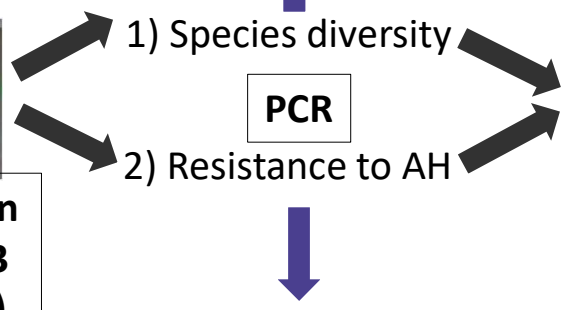 1) Species diversity
PCR
2) Resistance to AH
n